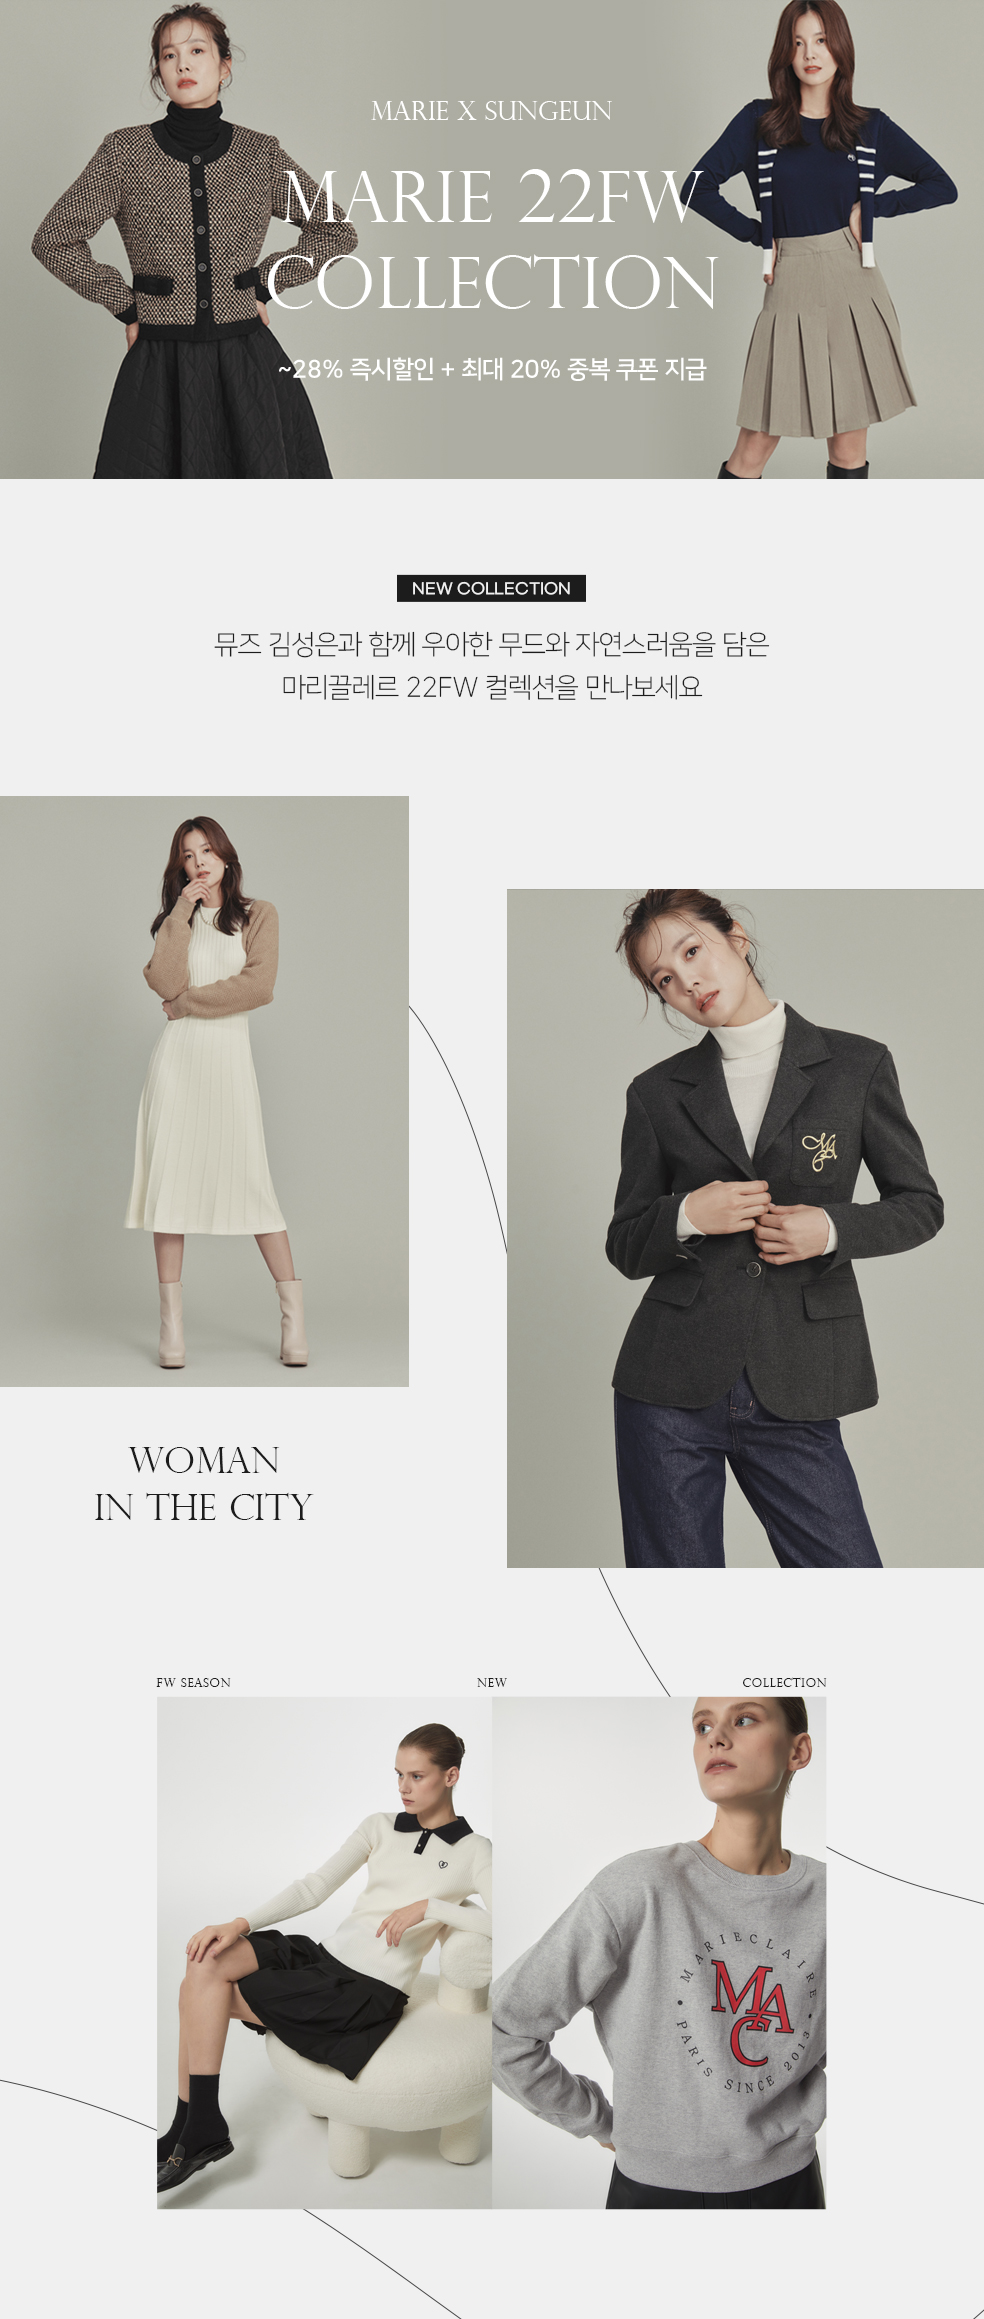 MARIE X SUNGEUN
MARIE 22FW
COLLECTION
~28% 즉시할인 + 최대 20% 중복 쿠폰 지급
NEW COLLECTION
뮤즈 김성은과 함께 우아한 무드와 자연스러움을 담은
마리끌레르 22FW 컬렉션을 만나보세요
WOMAN
IN THE CITY
FW SEASON NEW COLLECTION
MARIECLAIRE
MAC
PARIS SINCE 2013